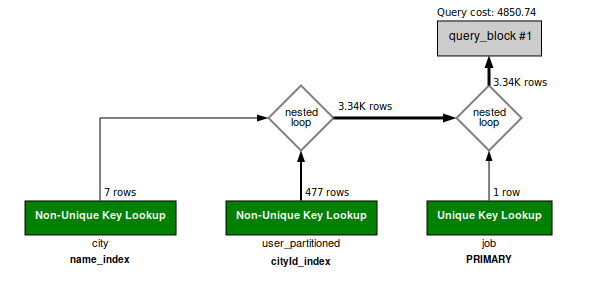 Query cost: 4850.74
query_block #1
3.34K rows
nested
loop
3.34K rows
nested
loop
7 rows
477 rows
1 row
Non-Unique Key Lookup
Non-Unique Key Lookup
Unique Key Lookup
city
user_partitioned
job
name_index
cityId_index
PRIMARY